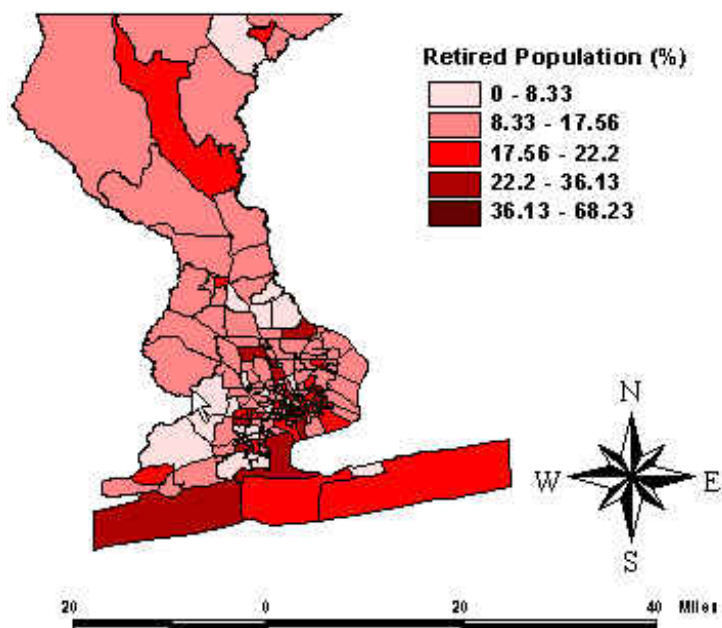 Retired Population (%)
0 - 8.33
8.33 - 17.56
17.56 - 22.2
22.2 - 36.13
36.13 - 68.23
N
W E
S
20 0 20 40 Miles